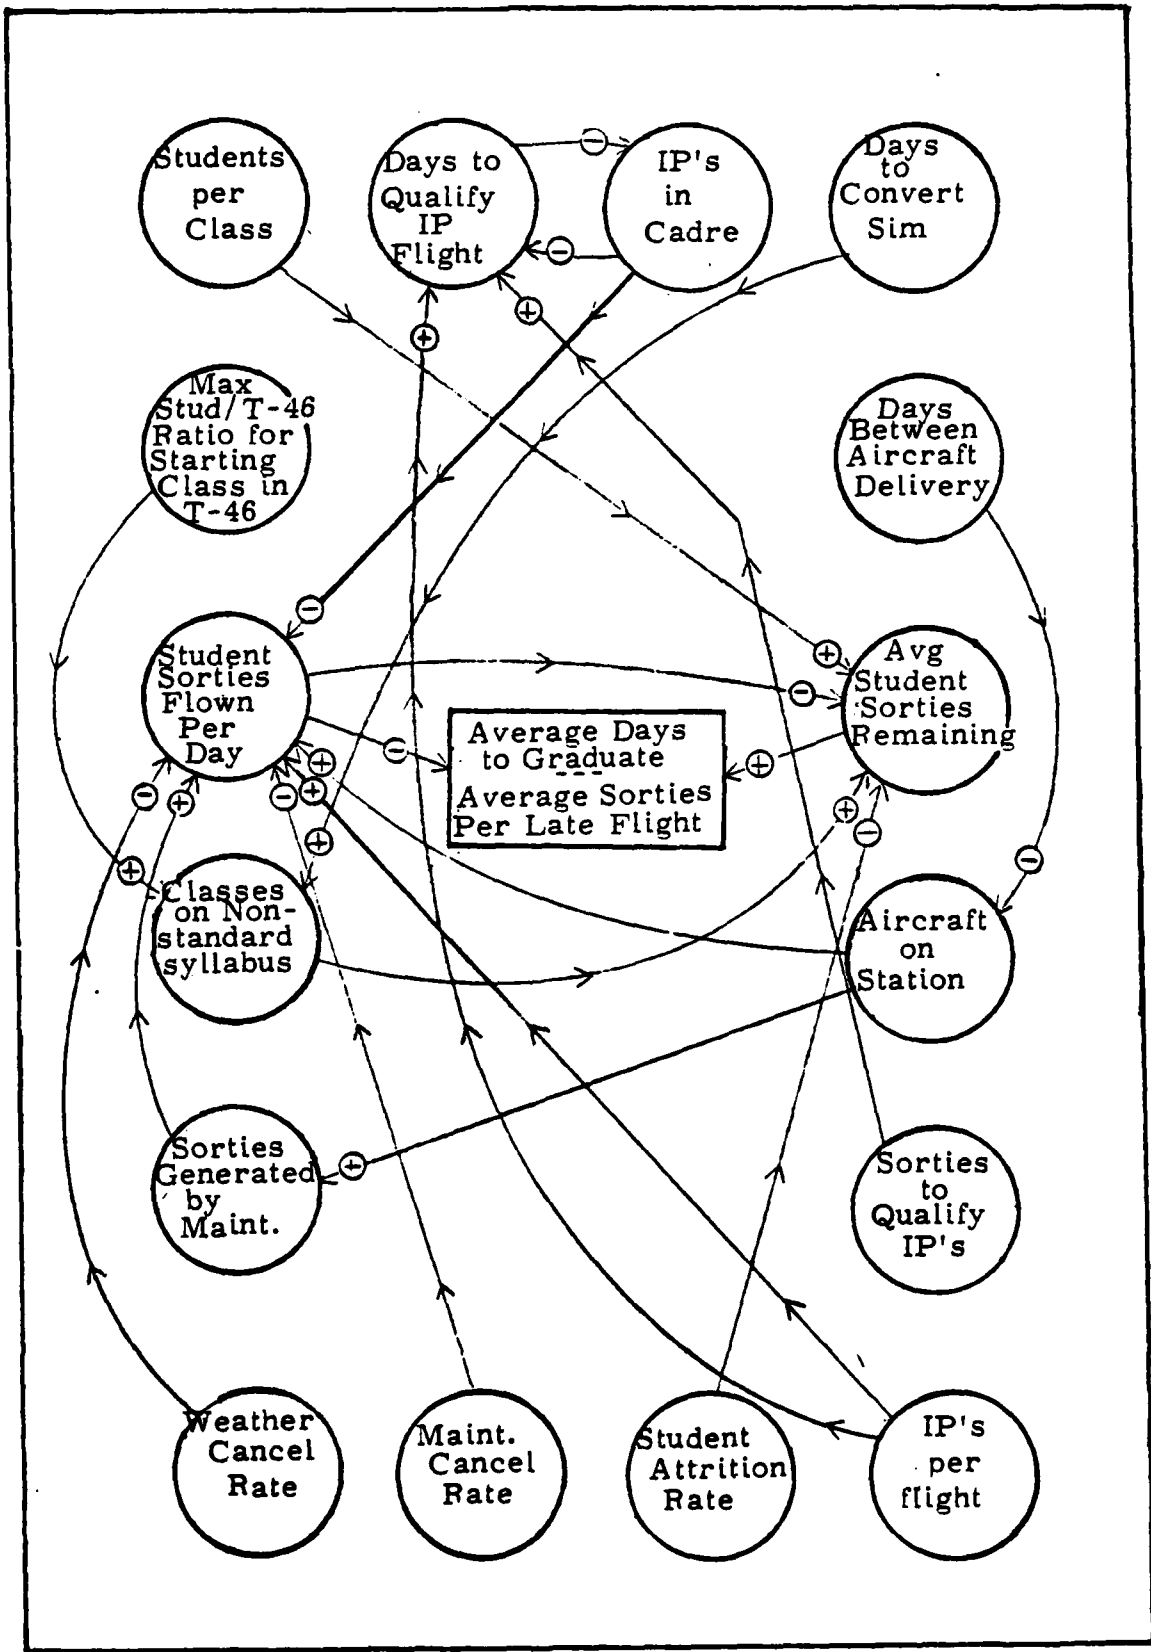 Students
per
Class
Days to
Qualify
IP
Flight
IP's
in
Cadre
Days
to
Convert
Sim
Max
Stud/T-46
Ratio for
Starting
Class in
T-46
Days
Between
Aircraft
Delivery
Student
Sorties
Flown
Per
Day
Average Days
to Graduate
---
Average Sorties
Per Late Flight
Avg
Student
Sorties
Remaining
Classes
on Non-
standard
syllabus
Aircraft
on
Station
Sorties
Generated
by
Maint.
Sorties
to
Qualify
IP's
Weather
Cancel
Rate
Maint.
Cancel
Rate
Student
Attrition
Rate
IP's
per
flight